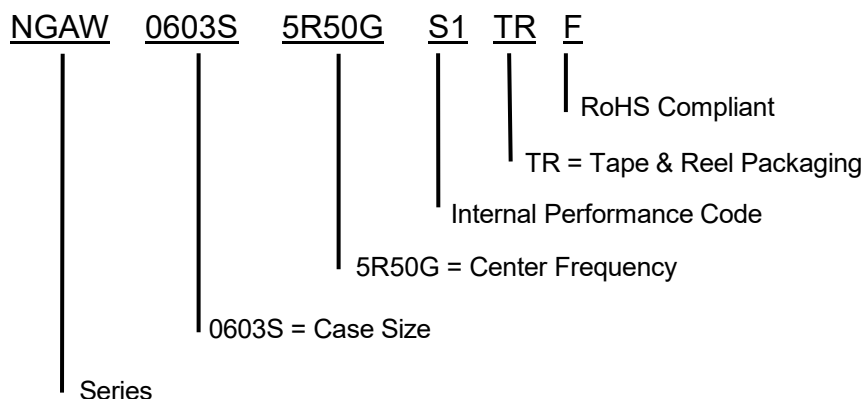 NGAW 0603S 5R50G S1 TR F
RoHS Compliant
TR = Tape & Reel Packaging
Internal Performance Code
5R50G = Center Frequency
0603S = Case Size
Series